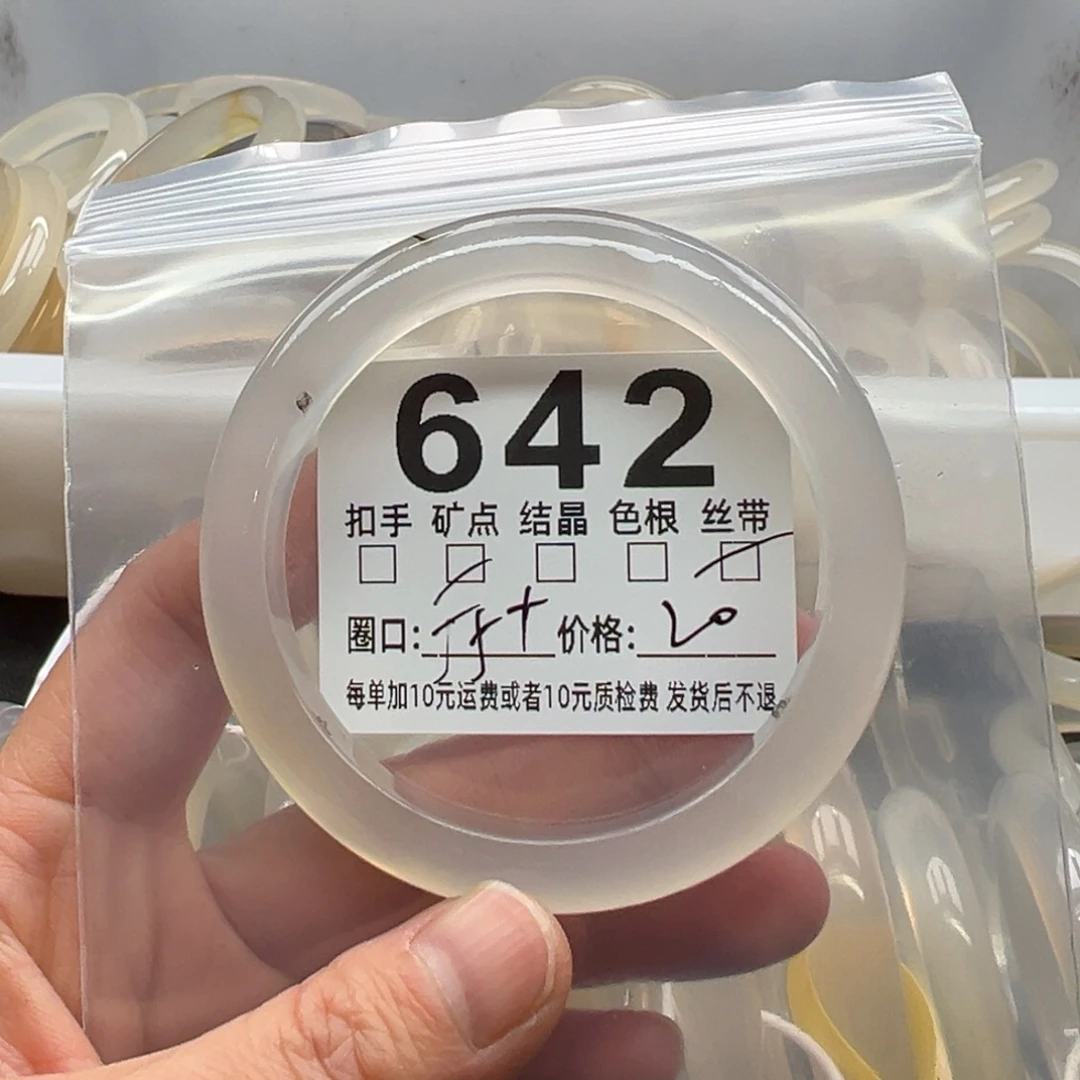 642
扣手 矿点 结晶 色根 丝带
圈口: 价格: 20
每单加10元运费或者10元质检费 发货后不退